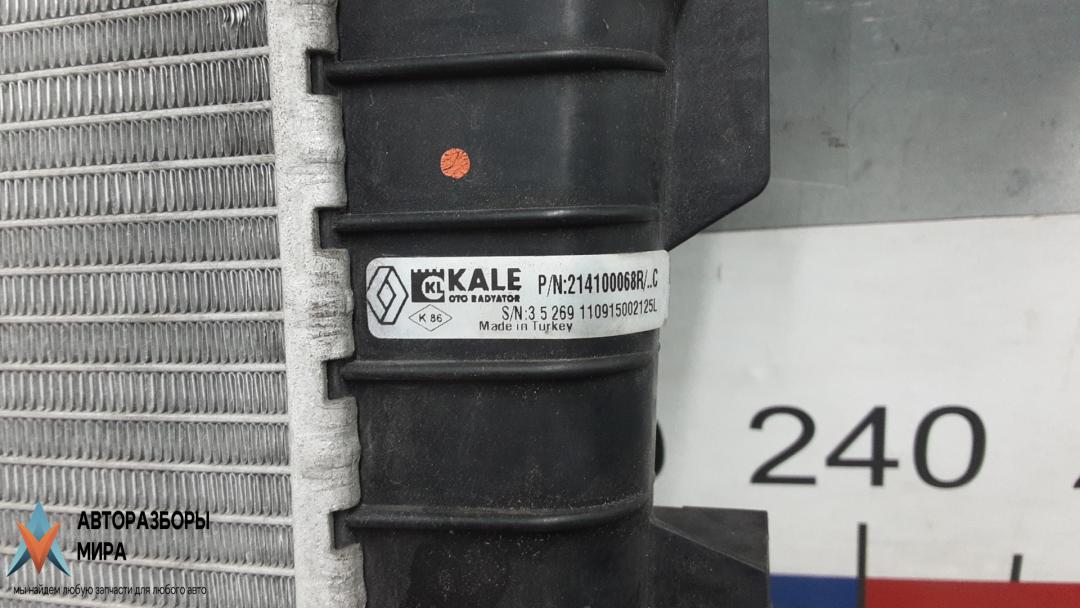 KL KALE
OTO RADYATOR
P/N:214100068R/..C
K 86
S/N:3 5 269 110915002125L
Made in Turkey
240
АВТОРАЗБОРЫ
МИРА
мы найдем любую запчасти для любого авто